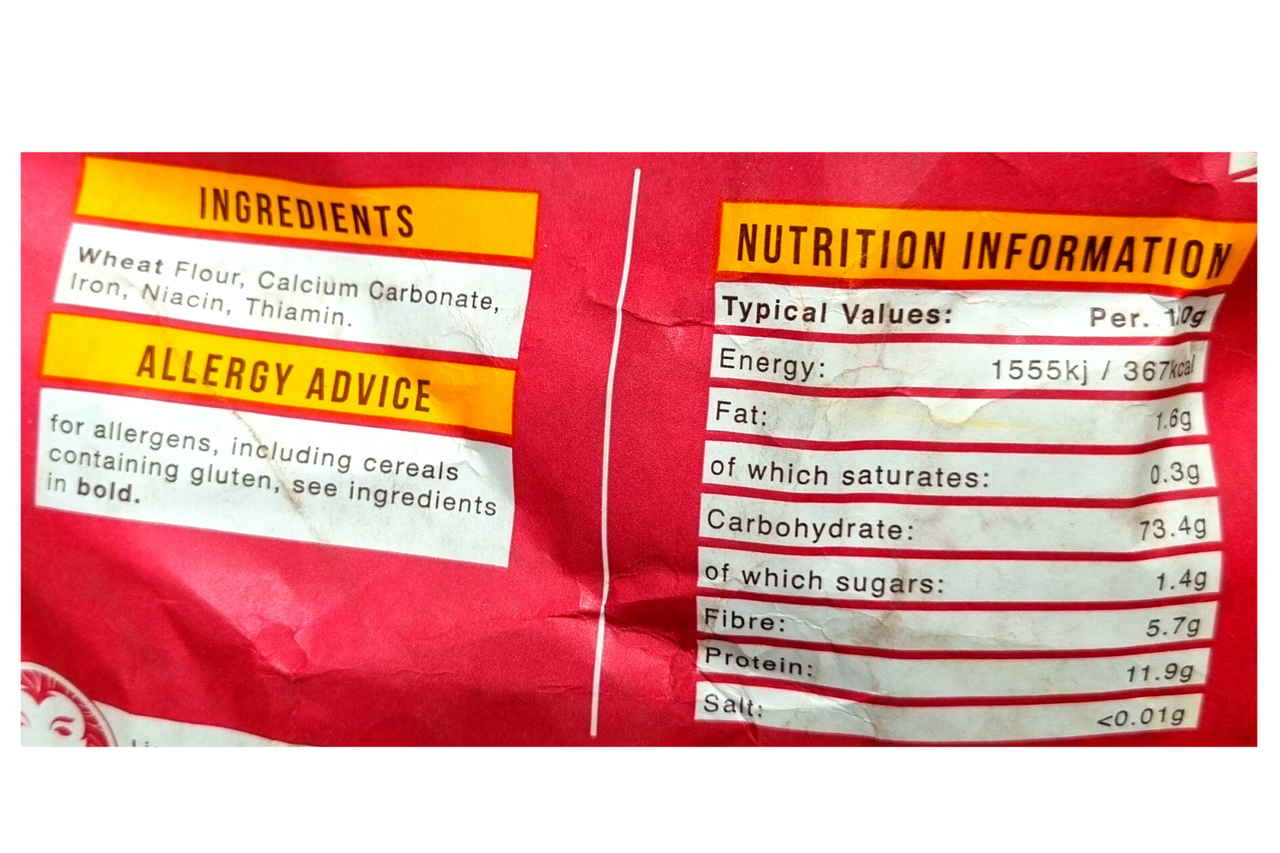 INGREDIENTS
Wheat Flour, Calcium Carbonate,
Iron, Niacin, Thiamin.
ALLERGY ADVICE
for allergens, including cereals
containing gluten, see ingredients
in bold.
NUTRITION INFORMATION
Typical Values: Per.
Energy: 1555kj / 367kcal
Fat: 1.6g
of which saturates: 0.3g
Carbohydrate: 73.4g
of which sugars: 1.4g
Fibre: 5.7g
Protein: 11.9g
Salt: <0.01g